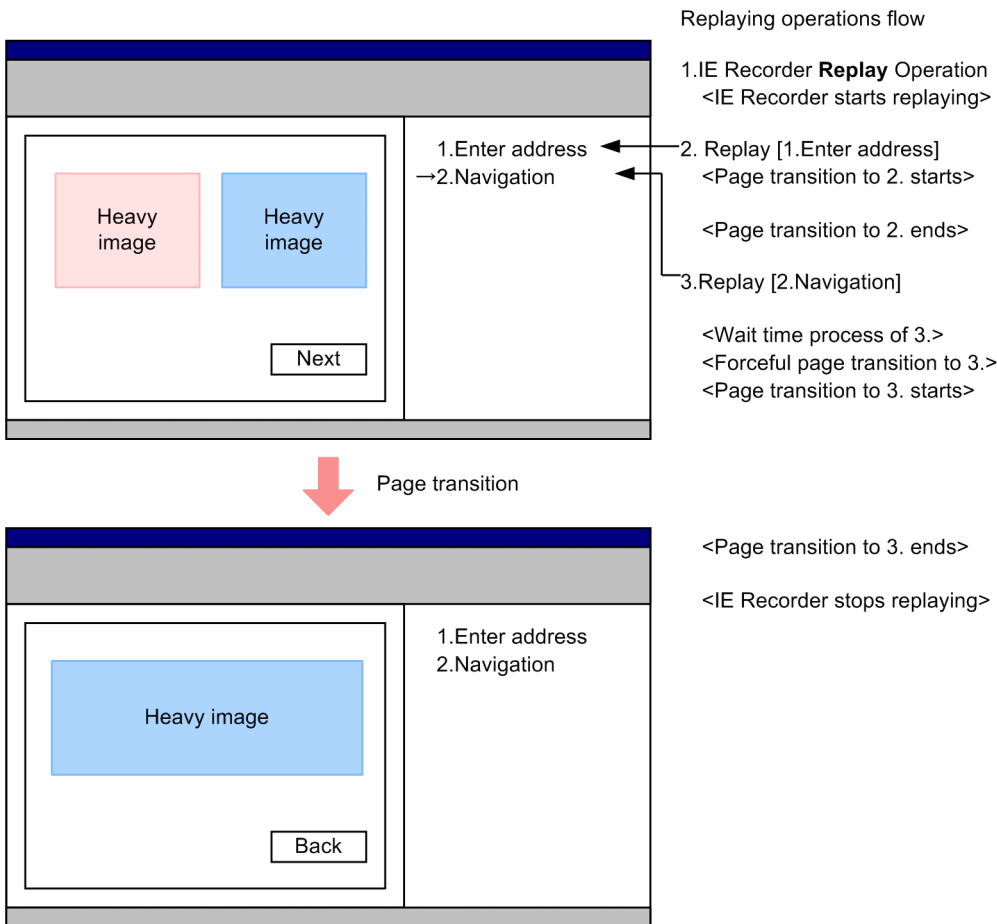 Replaying operations flow
1.IE Recorder Replay Operation
<IE Recorder starts replaying>
1.Enter address
→2.Navigation
2. Replay [1.Enter address]
<Page transition to 2. starts>
<Page transition to 2. ends>
3.Replay [2.Navigation]
<Wait time process of 3.>
<Forceful page transition to 3.>
<Page transition to 3. starts>
Heavy
image
Heavy
image
Next
Page transition
<Page transition to 3. ends>
<IE Recorder stops replaying>
1.Enter address
2.Navigation
Heavy image
Back